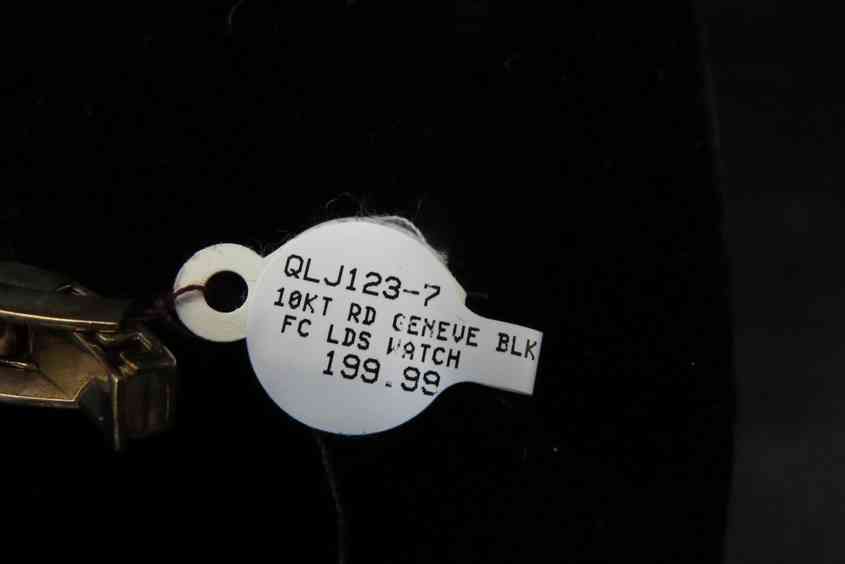 QLJ123-7
10KT RD GENEVE BLK
FC LDS WATCH
199.99